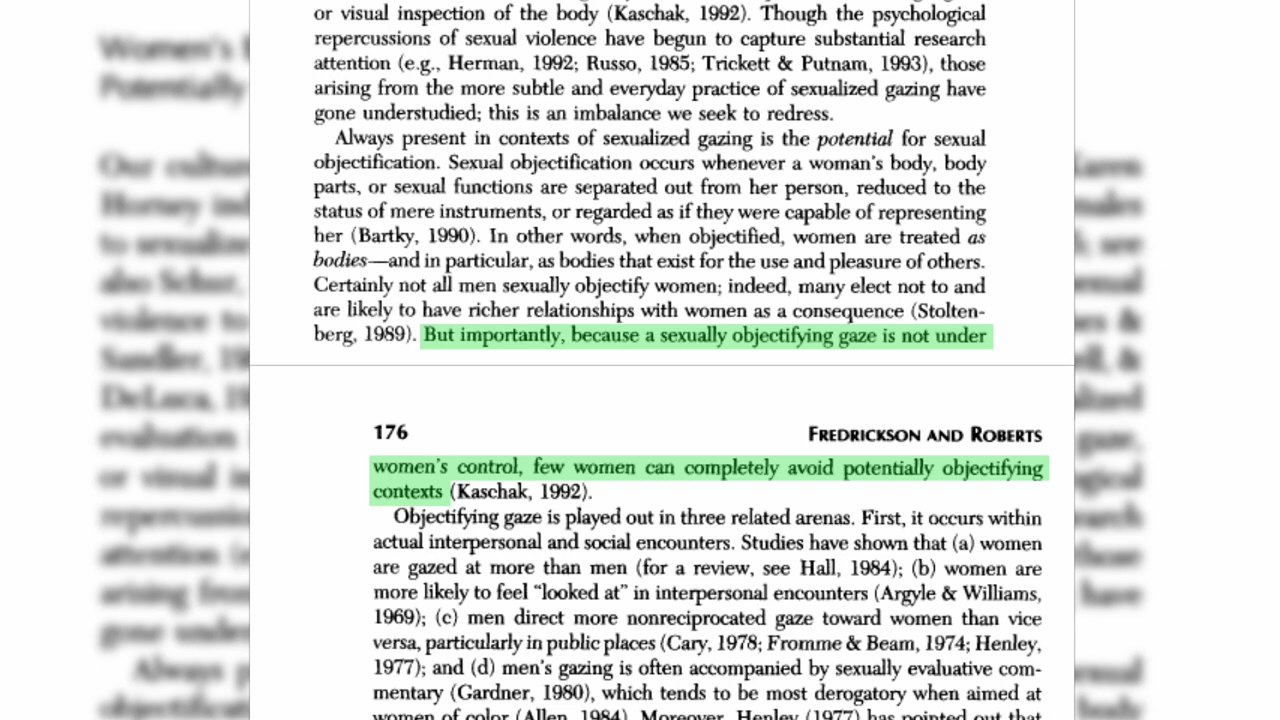 or visual inspection of the body (Kaschak, 1992). Though the psychological
repercussions of sexual violence have begun to capture substantial research
attention (e.g., Herman, 1992; Russo, 1985; Trickett & Putnam, 1993), those
arising from the more subtle and everyday practice of sexualized gazing have
gone understudied; this is an imbalance we seek to redress.
Always present in contexts of sexualized gazing is the potential for sexual
objectification. Sexual objectification occurs whenever a woman's body, body
parts, or sexual functions are separated out from her person, reduced to the
status of mere instruments, or regarded as if they were capable of representing
her (Bartky, 1990). In other words, when objectified, women are treated as
bodies—and in particular, as bodies that exist for the use and pleasure of others.
Certainly not all men sexually objectify women; indeed, many elect not to and
are likely to have richer relationships with women as a consequence (Stolten-
berg, 1989). But importantly, because a sexually objectifying gaze is not under
176 FREDRICKSON AND ROBERTS
women's control, few women can completely avoid potentially objectifying
contexts (Kaschak, 1992).
Objectifying gaze is played out in three related arenas. First, it occurs within
actual interpersonal and social encounters. Studies have shown that (a) women
are gazed at more than men (for a review, see Hall, 1984); (b) women are
more likely to feel "looked at" in interpersonal encounters (Argyle & Williams,
1969); (c) men direct more nonreciprocated gaze toward women than vice
versa, particularly in public places (Cary, 1978; Fromme & Beam, 1974; Henley,
1977); and (d) men's gazing is often accompanied by sexually evaluative com-
mentary (Gardner, 1980), which tends to be most derogatory when aimed at
women of color (Allen, 1984). Moreover, Henley (1977) has pointed out that